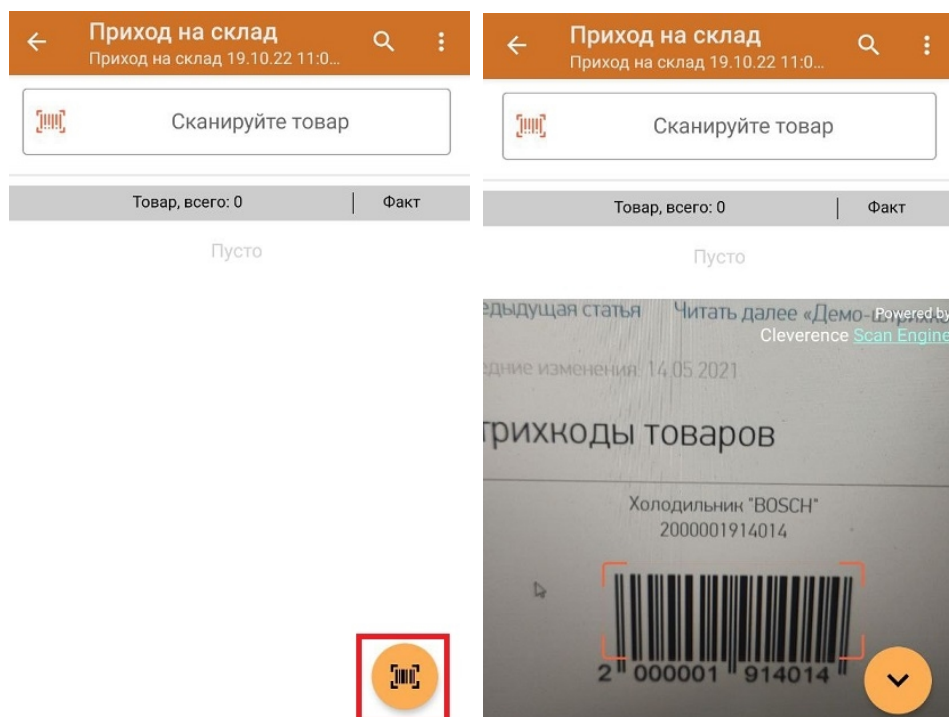 Приход на склад
Приход на склад 19.10.22 11:0...
Сканируйте товар
Товар, всего: 0 Факт
Пусто
Приход на склад
Приход на склад 19.10.22 11:0...
Сканируйте товар
Товар, всего: 0 Факт
Пусто
едыдущая статья Читать далее «Демо-штрихко
Powered by
Cleverence Scan Engine
едние изменения: 14.05.2021
трихкоды товаров
Холодильник "BOSCH"
2000001914014
2 000001 914014